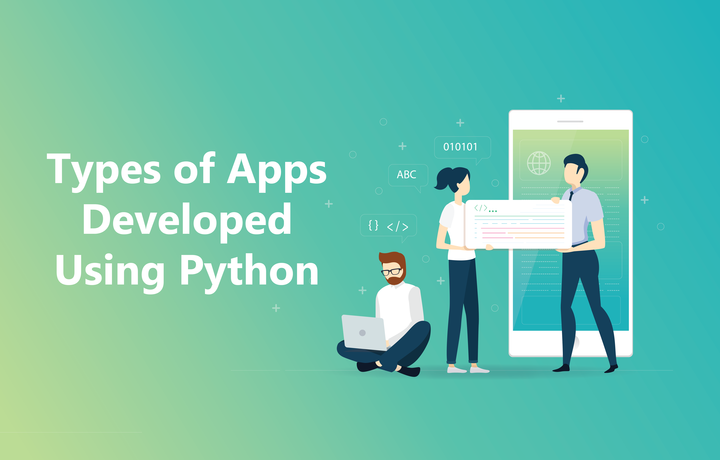 Types of Apps
Developed
Using Python
010101
ABC
{ } </>
</> ...